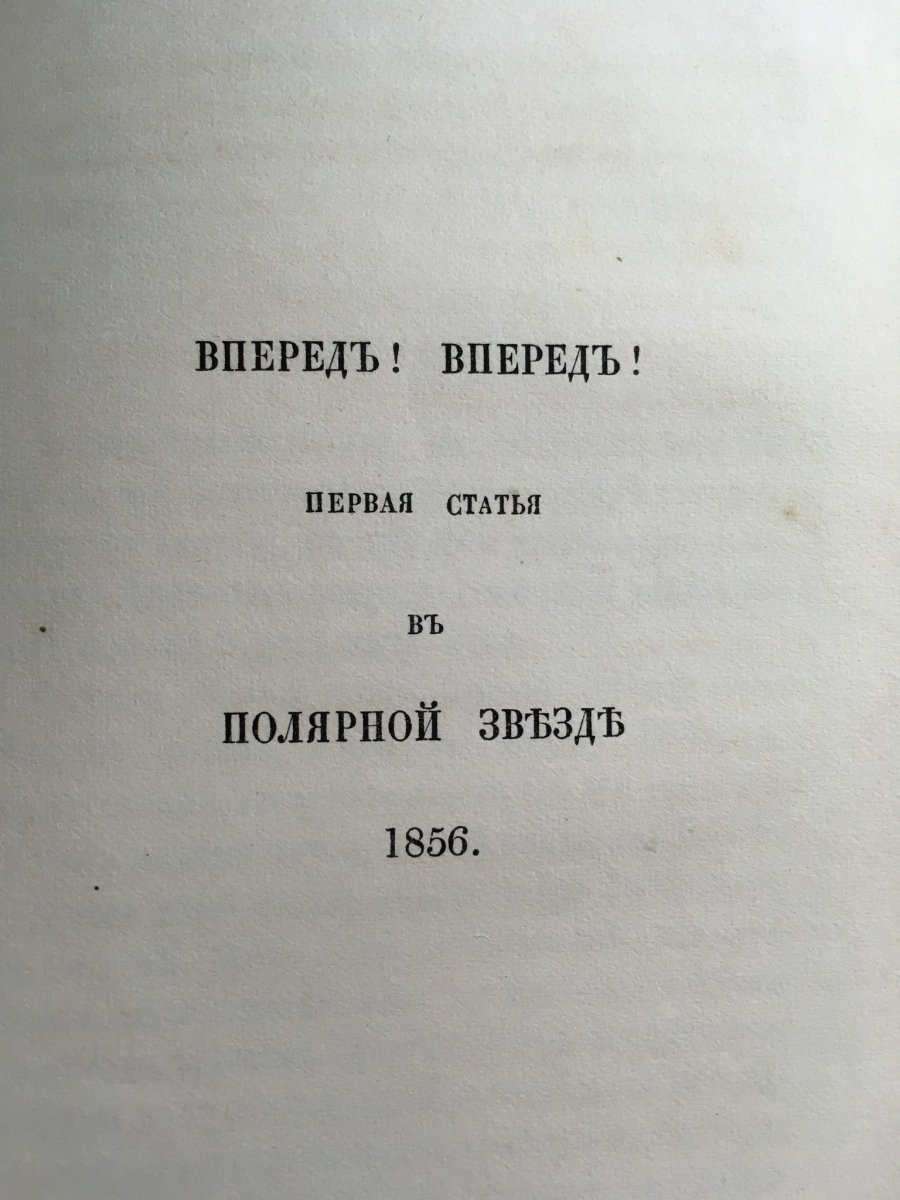 ВПЕРЕДЪ! ВПЕРЕДЪ!
ПЕРВАЯ СТАТЬЯ
ВЪ
ПОЛЯРНОЙ ЗВѢЗДѢ
1856.